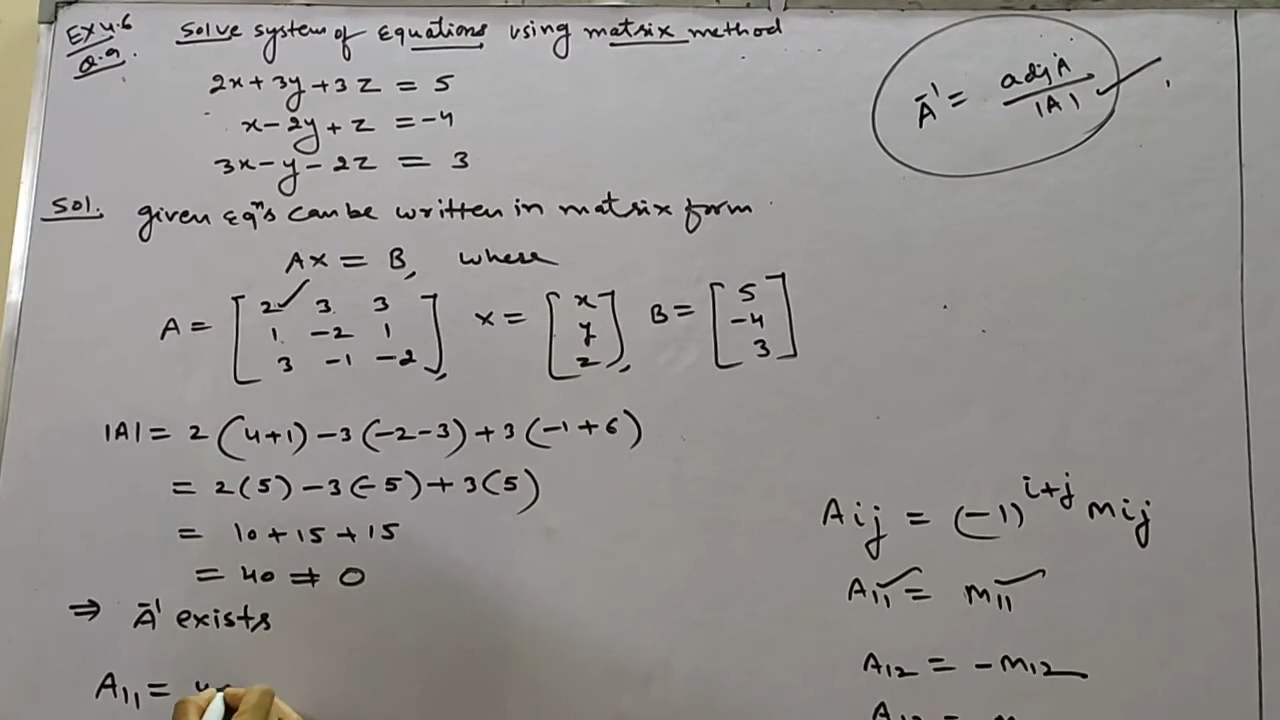 Ex 4.6
Q.9.
Solve system of Equations using matrix method
2x + 3y + 3z = 5
x - 2y + z = -4
3x - y - 2z = 3
A⁻¹ = adj A / |A|
Sol. given Eqⁿs can be written in matrix form
AX = B, where
A = [2 3 3
1 -2 1
3 -1 -2], X = [x
y
z], B = [5
-4
3]
|A| = 2(4+1) - 3(-2-3) + 3(-1+6)
= 2(5) - 3(-5) + 3(5)
= 10 + 15 + 15
= 40 ≠ 0
⇒ A⁻¹ exists
A₁₁ =
Aij = (-1)^i+j Mij
A₁₁ = M₁₁
A₁₂ = -M₁₂